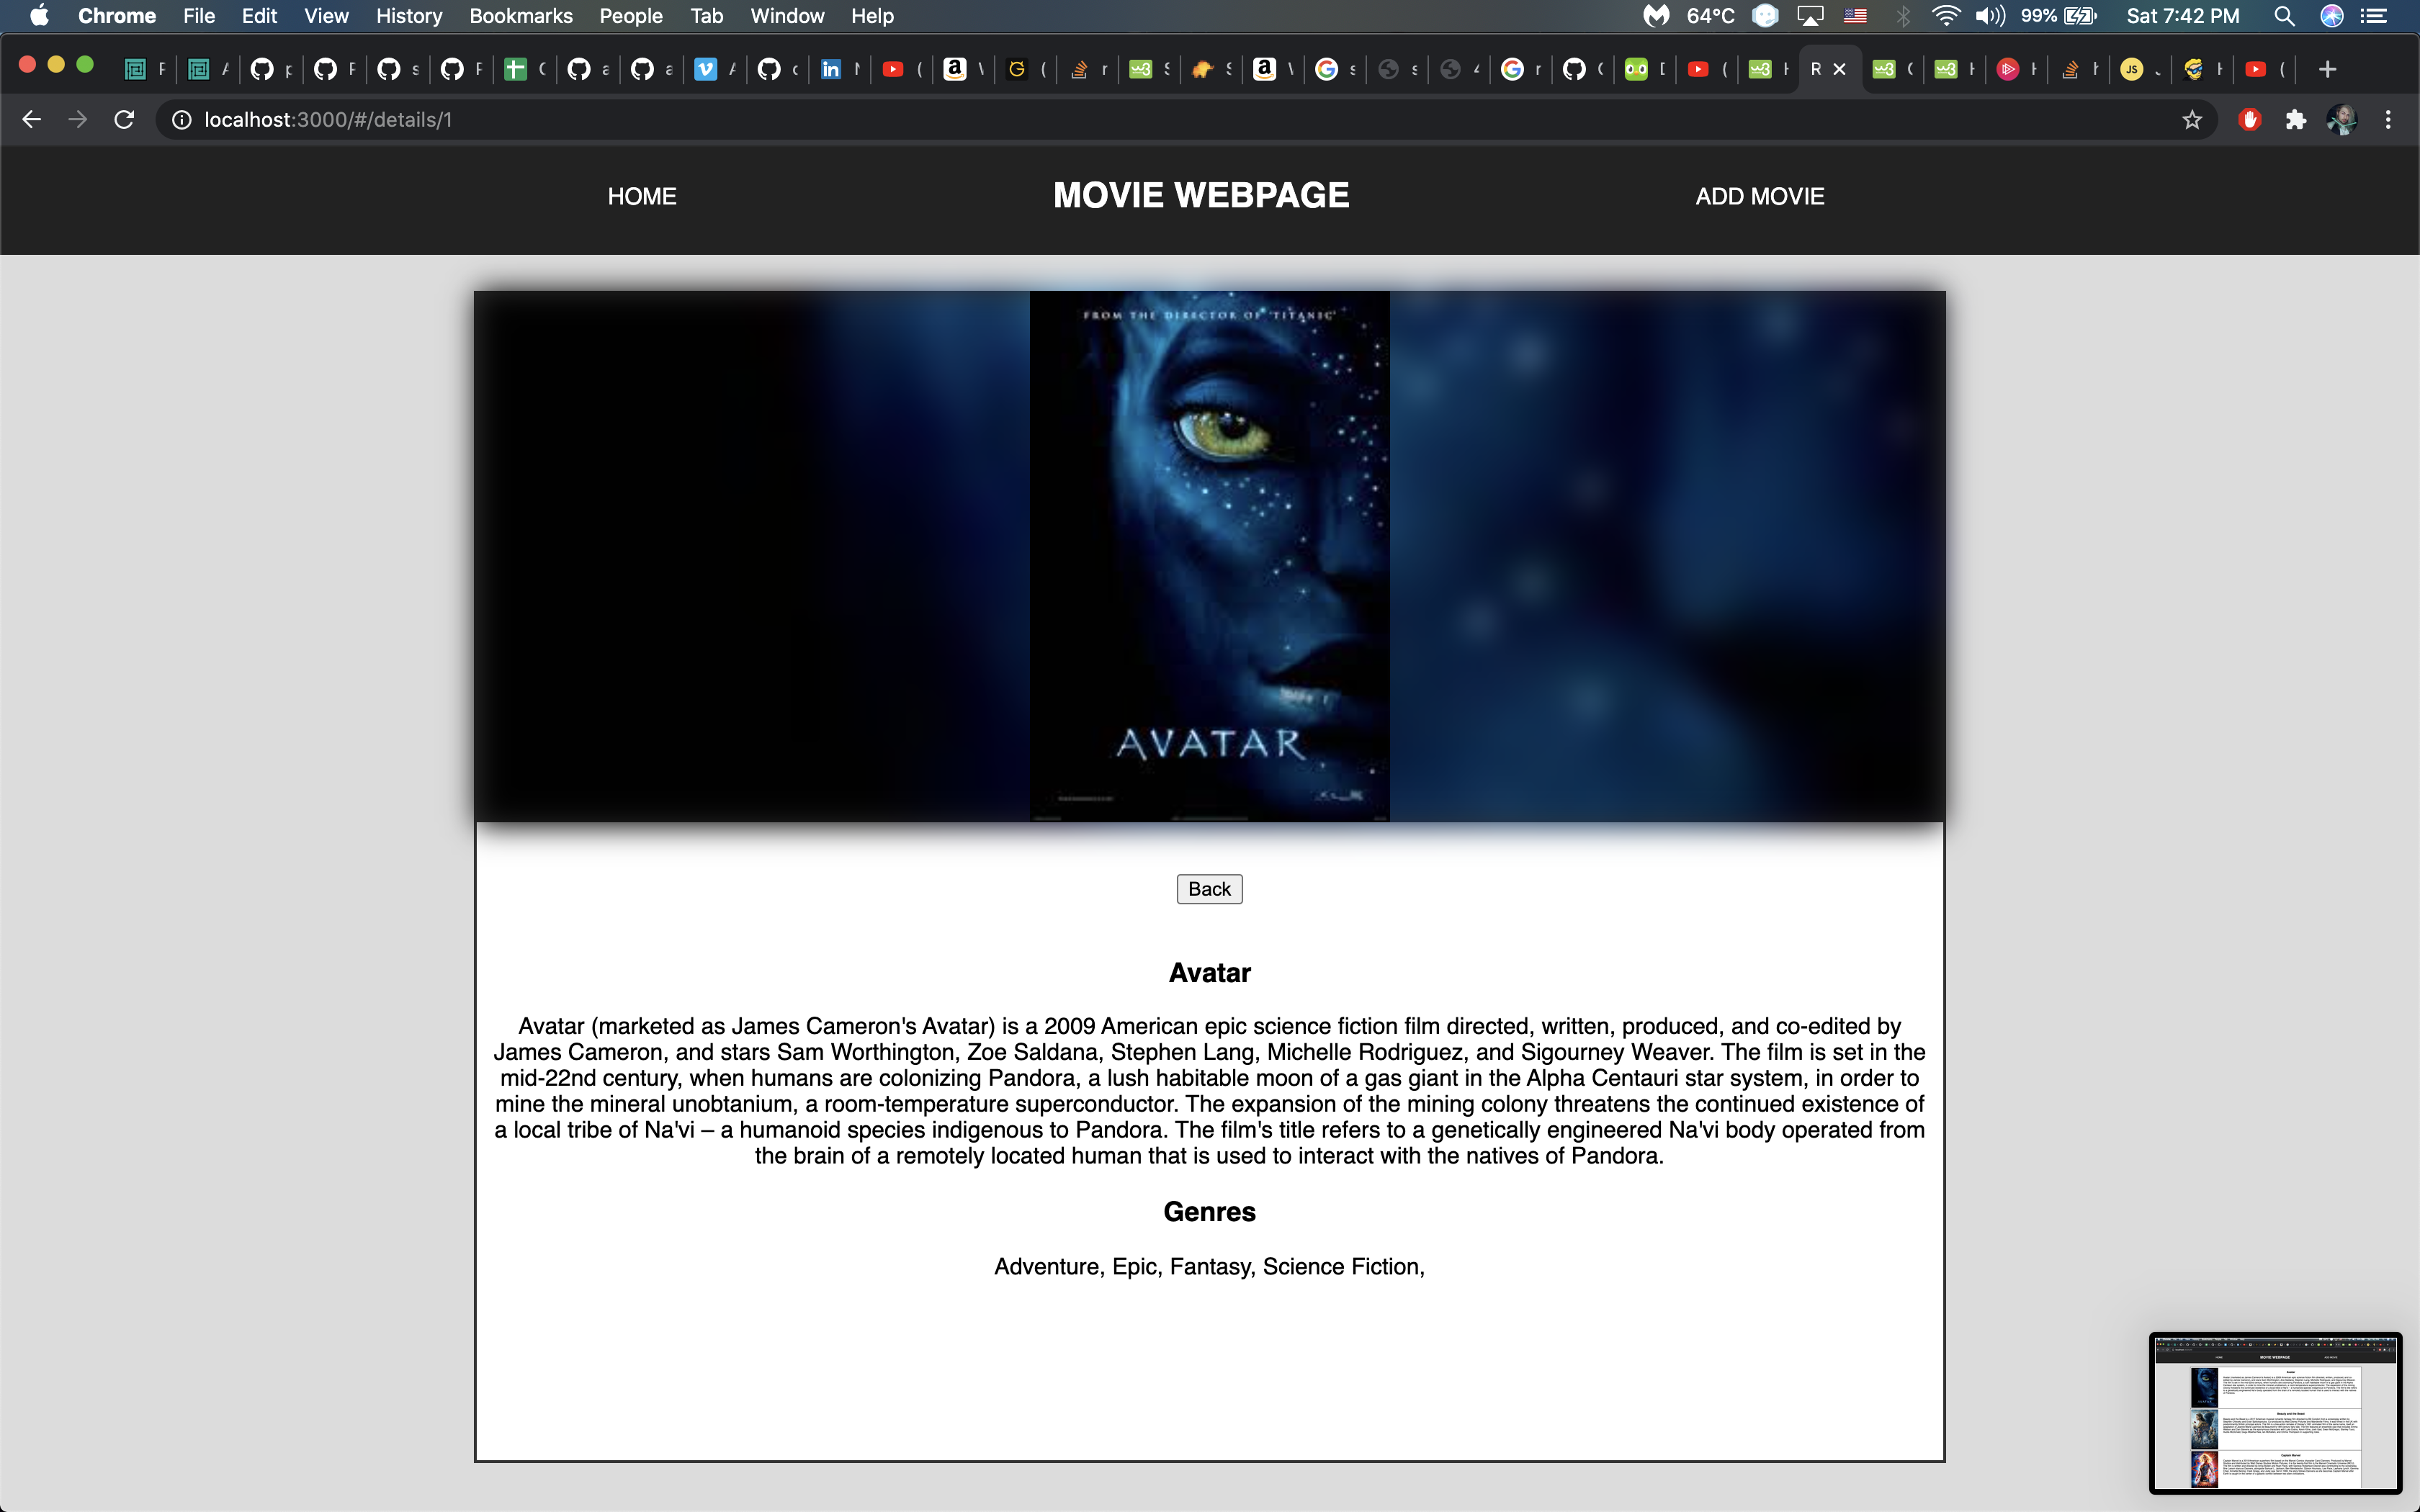 Chrome File Edit View History Bookmarks People Tab Window Help 64°C 99% Sat 7:42 PM
localhost:3000/#/details/1
HOME MOVIE WEBPAGE ADD MOVIE
FROM THE DIRECTOR OF 'TITANIC'
AVATAR
Back
Avatar
Avatar (marketed as James Cameron's Avatar) is a 2009 American epic science fiction film directed, written, produced, and co-edited by
James Cameron, and stars Sam Worthington, Zoe Saldana, Stephen Lang, Michelle Rodriguez, and Sigourney Weaver. The film is set in the
mid-22nd century, when humans are colonizing Pandora, a lush habitable moon of a gas giant in the Alpha Centauri star system, in order to
mine the mineral unobtanium, a room-temperature superconductor. The expansion of the mining colony threatens the continued existence of
a local tribe of Na'vi – a humanoid species indigenous to Pandora. The film's title refers to a genetically engineered Na'vi body operated from
the brain of a remotely located human that is used to interact with the natives of Pandora.
Genres
Adventure, Epic, Fantasy, Science Fiction,